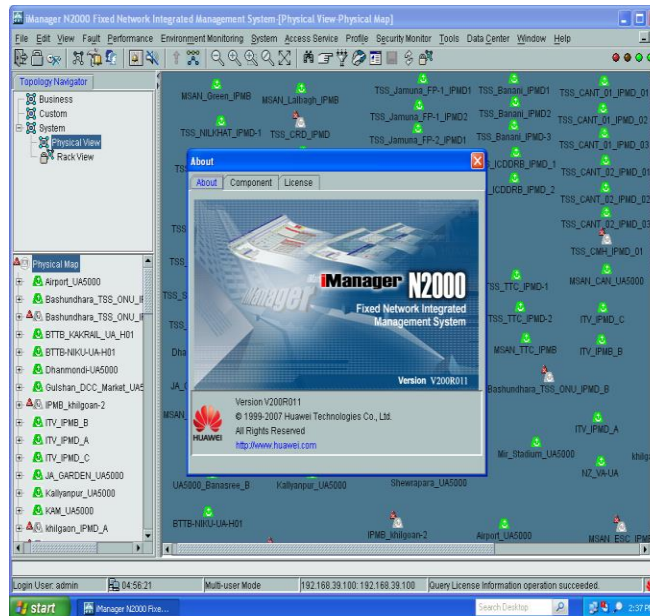 iManager N2000 Fixed Network Integrated Management System-[Physical View-Physical Map]
File Edit View Fault Performance Environment Monitoring System Access Service Profile Security Monitor Tools Data Center Window Help
Topology Navigator
Business
Custom
System
Physical View
Rack View
Physical Map
Airport_UA5000
Bashundhara_TSS_ONU_
Bashundhara_TSS_ONU_
BTTB_KAKRAIL_UA_H01
BTTB-NIKU-UA-H01
Dhanmondi-UA5000
Gulshan_DCC_Market_UA5
IPMB_khilgoan-2
ITV_IPMB_B
ITV_IPMD_A
ITV_IPMD_C
JA_GARDEN_UA5000
Kallyanpur_UA5000
KAM_UA5000
khilgaon_IPMD_A
MSAN_Green_IPMB
MSAN_Lalbagh_IPMB
TSS_Jamuna_FP-1_IPMD1
TSS_Banani_IPMD1
TSS_CANT_01_IPMD_01
TSS_Jamuna_FP-1_IPMD2
TSS_Banani_IPMD2
TSS_CANT_01_IPMD_02
TSS_NILKHAT_IPMD-1
TSS_CRD_IPMD
TSS_Jamuna_FP-2_IPMD1
TSS_Banani_IPMD-3
TSS_CANT_01_IPMD_03
_ICDDRB_IPMD_1
TSS_CANT_02_IPMD_01
_ICDDRB_IPMD_2
TSS_CANT_02_IPMD_02
TSS_CANT_02_IPMD_03
TSS_CMH_IPMD_01
TSS_TTC_IPMD-1
MSAN_CAN_UA5000
TSS_TTC_IPMD-2
ITV_IPMD_C
MSAN_TTC_IPMB
ITV_IPMB_B
Bashundhara_TSS_ONU_IPMD_B
ITV_IPMD_A
Mir_Stadium_UA5000
NZ_VA-UA
UA5000_Banasree_B
Kallyanpur_UA5000
Shewrapara_UA5000
BTTB-NIKU-UA-H01
IPMB_khilgoan-2
Airport_UA5000
MSAN_ESC_IPM
About
About Component License
iManager N2000
Fixed Network Integrated
Management System
Version V200R011
HUAWEI
Version V200R011
© 1999-2007 Huawei Technologies Co., Ltd.
All Rights Reserved
http://www.huawei.com
Login User: admin 04:56:21 Multi-user Mode 192.168.39.100: 192.168.39.100 Query License Information operation succeeded.
start iManager N2000 Fixe... Search Desktop 2:37 P